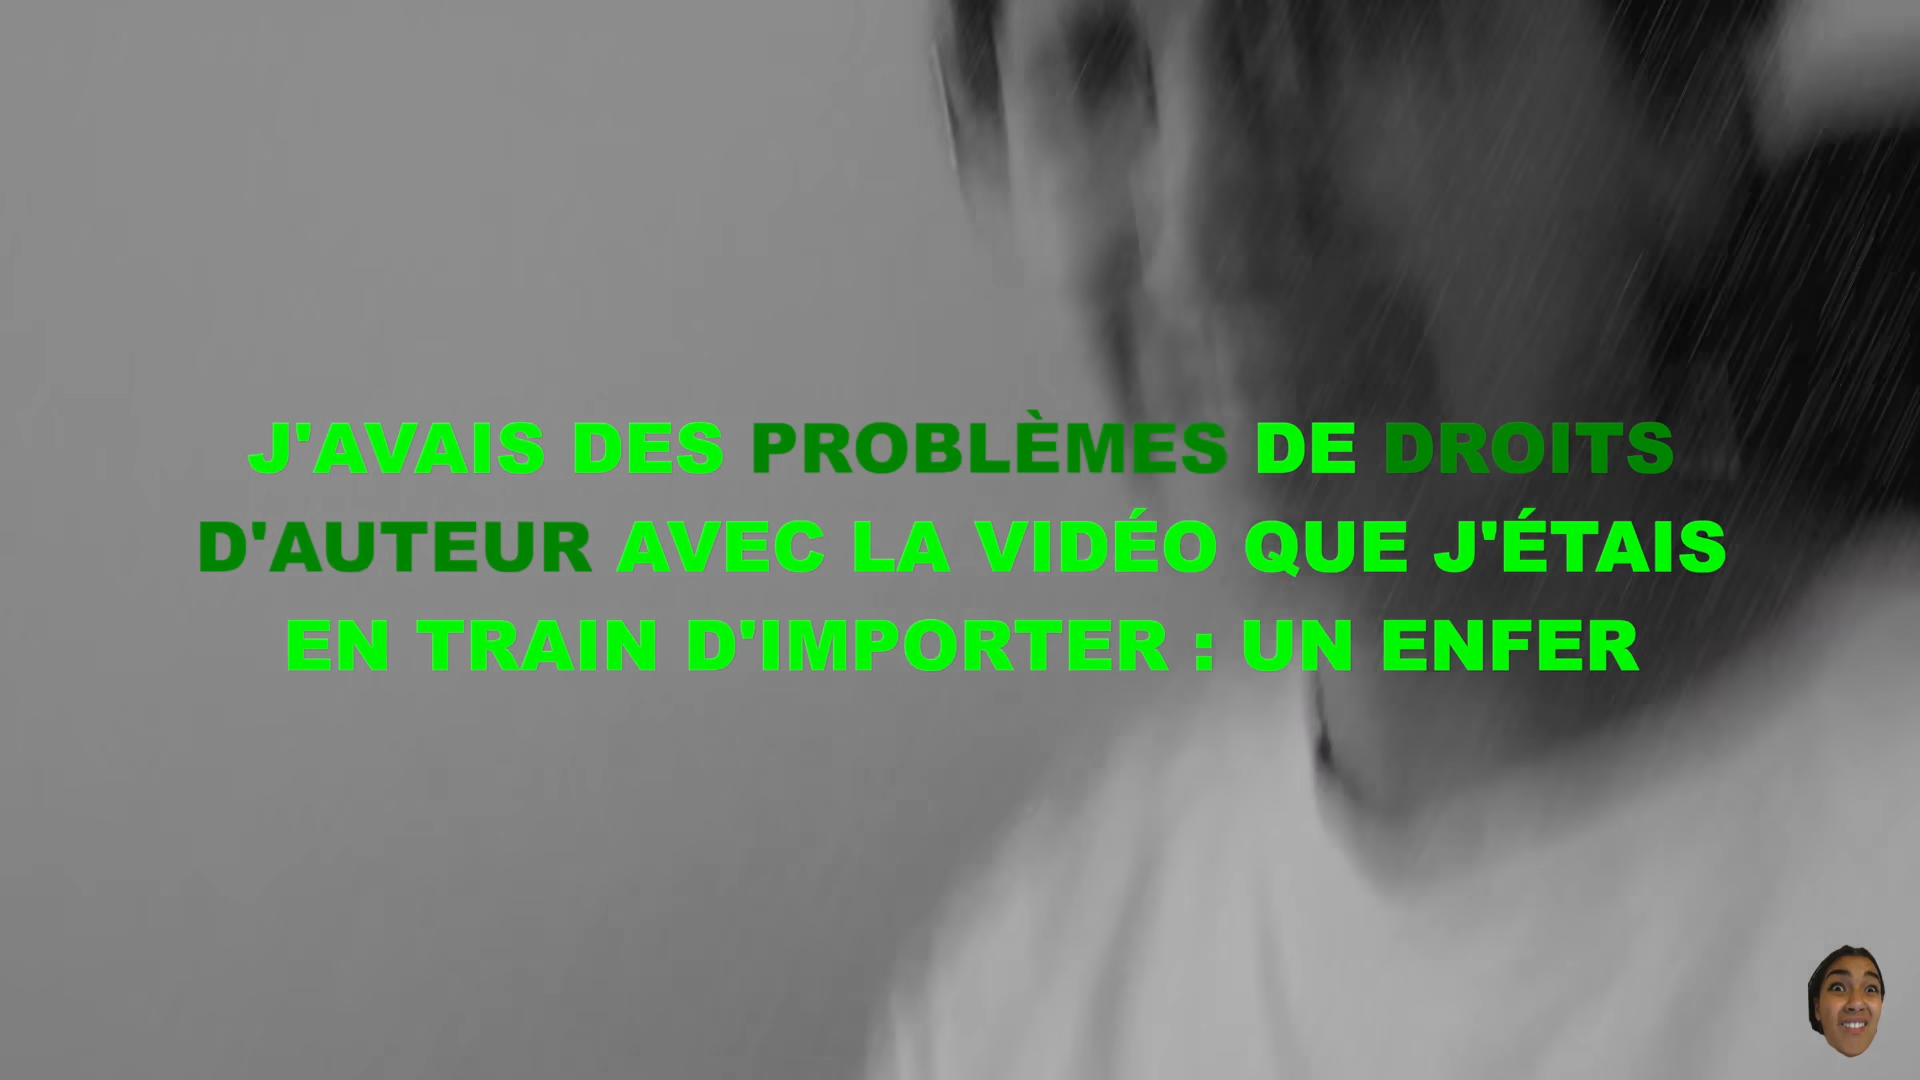 J'AVAIS DES PROBLÈMES DE DROITS
D'AUTEUR AVEC LA VIDÉO QUE J'ÉTAIS
EN TRAIN D'IMPORTER : UN ENFER